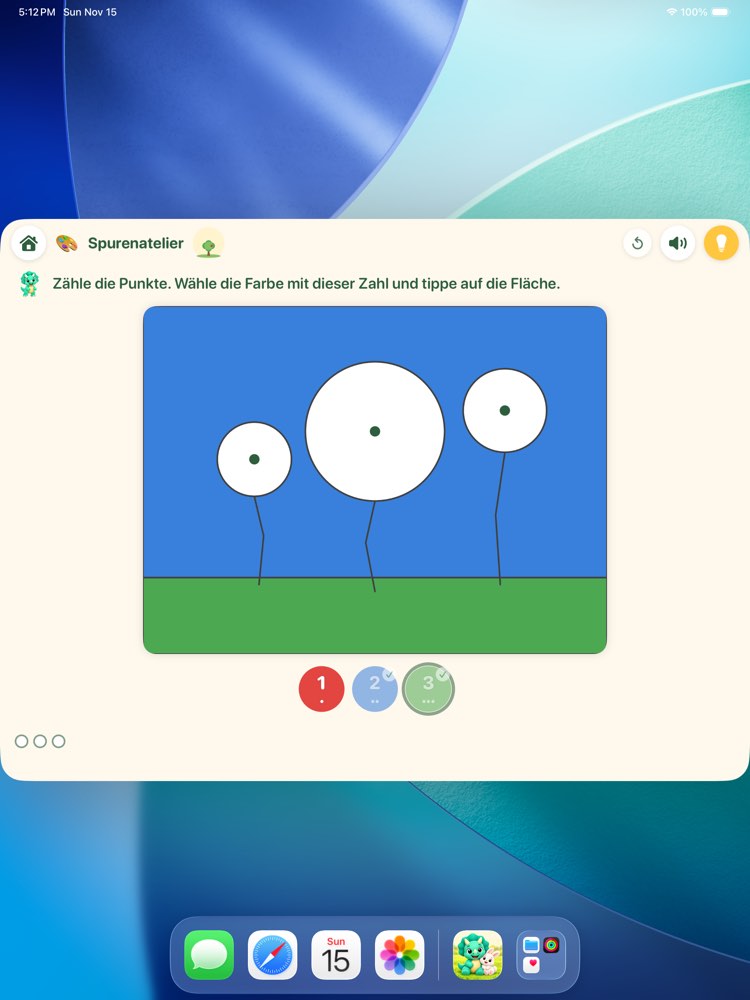 5:12 PM Sun Nov 15
100%
Spurenatelier
Zähle die Punkte. Wähle die Farbe mit dieser Zahl und tippe auf die Fläche.
1 2 3
Sun
15